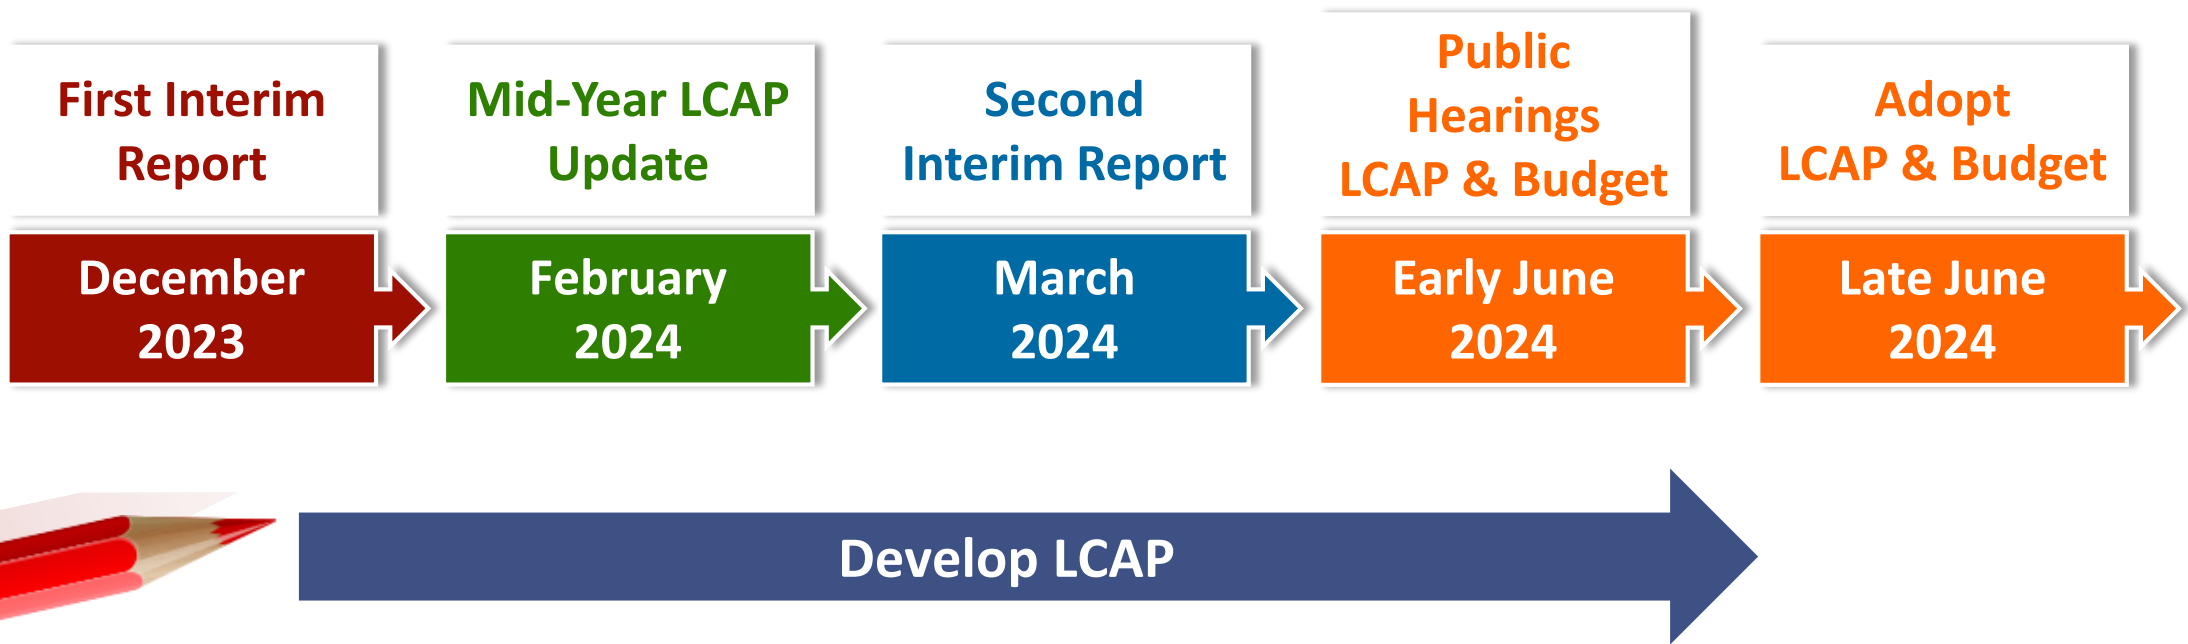 First Interim
Report
December
2023
Mid-Year LCAP
Update
February
2024
Second
Interim Report
March
2024
Public
Hearings
LCAP & Budget
Early June
2024
Adopt
LCAP & Budget
Late June
2024
Develop LCAP